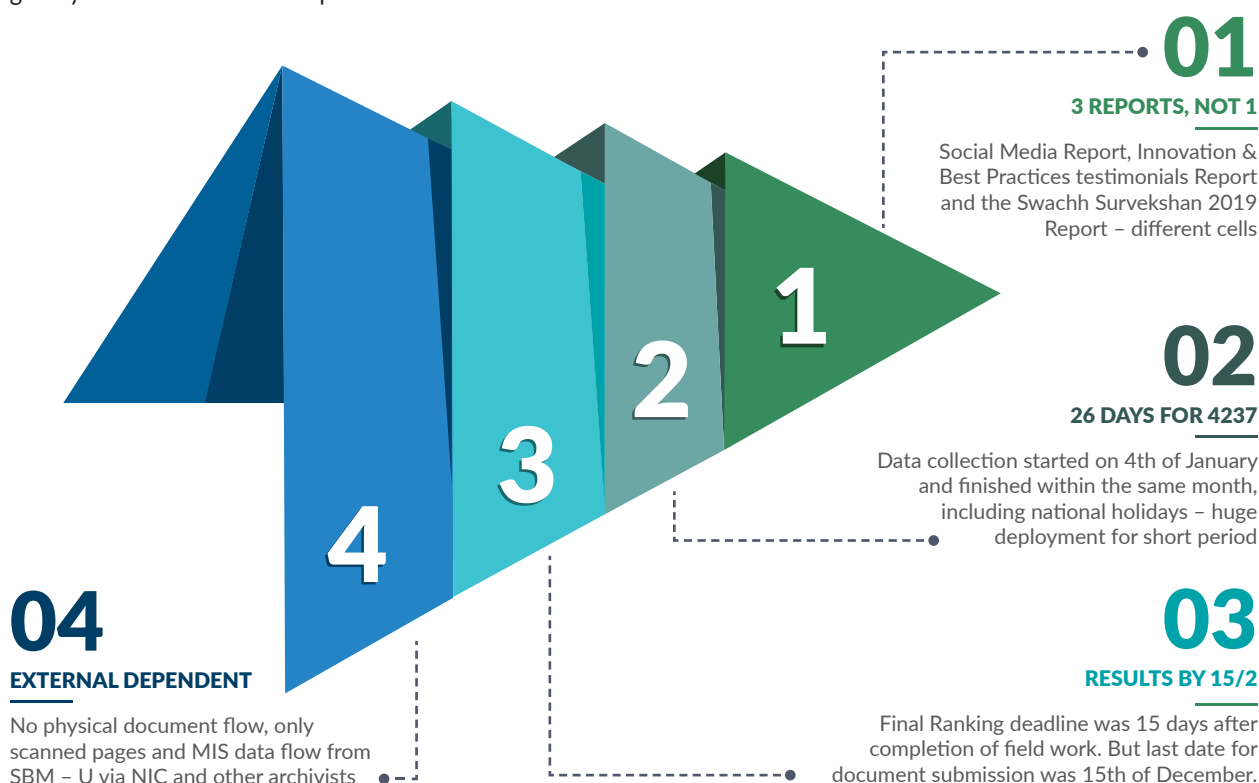 01
3 REPORTS, NOT 1
Social Media Report, Innovation &
Best Practices testimonials Report
and the Swachh Survekshan 2019
Report – different cells
1
2
3
4
02
26 DAYS FOR 4237
Data collection started on 4th of January
and finished within the same month,
including national holidays – huge
deployment for short period
03
RESULTS BY 15/2
Final Ranking deadline was 15 days after
completion of field work. But last date for
document submission was 15th of December.
04
EXTERNAL DEPENDENT
No physical document flow, only
scanned pages and MIS data flow from
SBM – U via NIC and other archivists